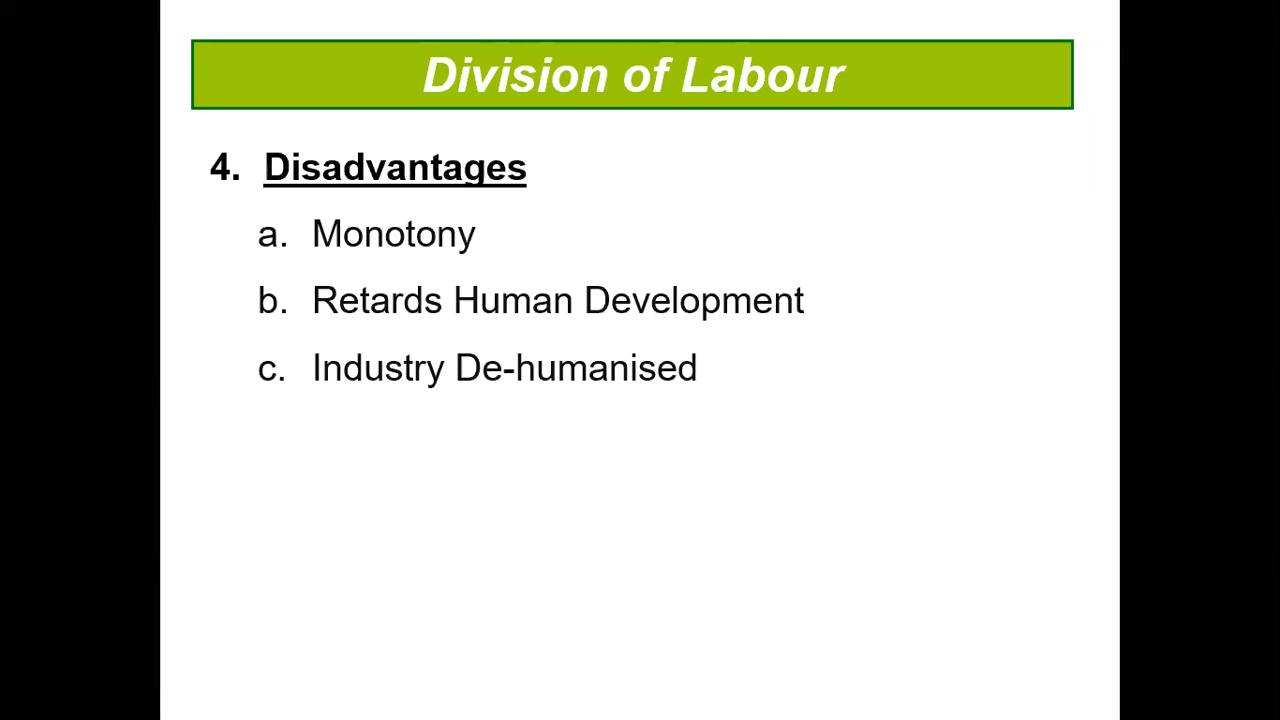 Division of Labour
4. Disadvantages
a. Monotony
b. Retards Human Development
c. Industry De-humanised